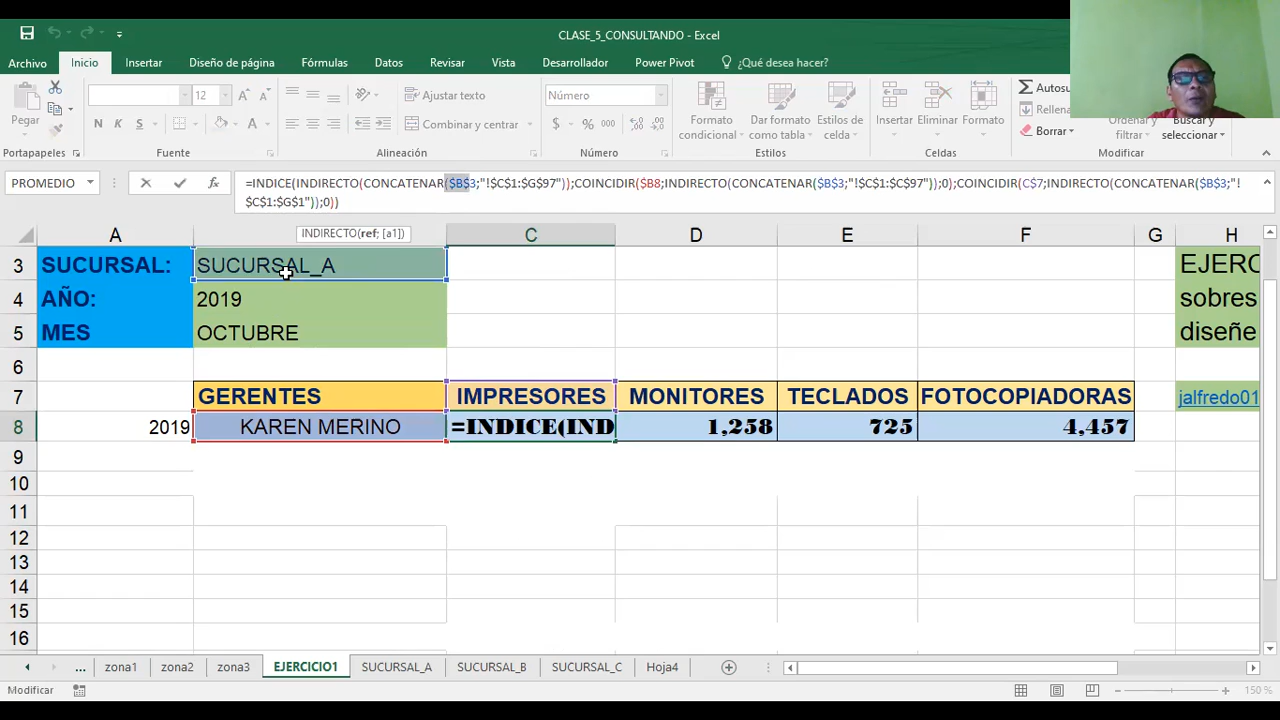 CLASE_5_CONSULTANDO - Excel
Archivo Inicio Insertar Diseño de página Fórmulas Datos Revisar Vista Desarrollador Power Pivot ¿Qué desea hacer?
Pegar
12
N K S
Ajustar texto
Combinar y centrar
Número
$ % 000
Formato condicional
Dar formato como tabla
Estilos de celda
Insertar Eliminar Formato
Autosu
Rellena
Borrar
Ordenar y filtrar
Buscar y seleccionar
Portapapeles Fuente Alineación Número Estilos Celdas Modificar
PROMEDIO
=INDICE(INDIRECTO(CONCATENAR($B$3;"!$C$1:$G$97"));COINCIDIR($B8;INDIRECTO(CONCATENAR($B$3;"!$C$1:$C$97"));0);COINCIDIR(C$7;INDIRECTO(CONCATENAR($B$3;"!
$C$1:$G$1"));0))
INDIRECTO(ref; [a1])
A C D E F G H
3 SUCURSAL: SUCURSAL_A EJERC
4 AÑO: 2019 sobres
5 MES OCTUBRE diseñe
6
7 GERENTES IMPRESORES MONITORES TECLADOS FOTOCOPIADORAS jalfredo01
8 2019 KAREN MERINO =INDICE(IND 1,258 725 4,457
9
10
11
12
13
14
15
16
... zona1 zona2 zona3 EJERCICIO1 SUCURSAL_A SUCURSAL_B SUCURSAL_C Hoja4
Modificar 150 %